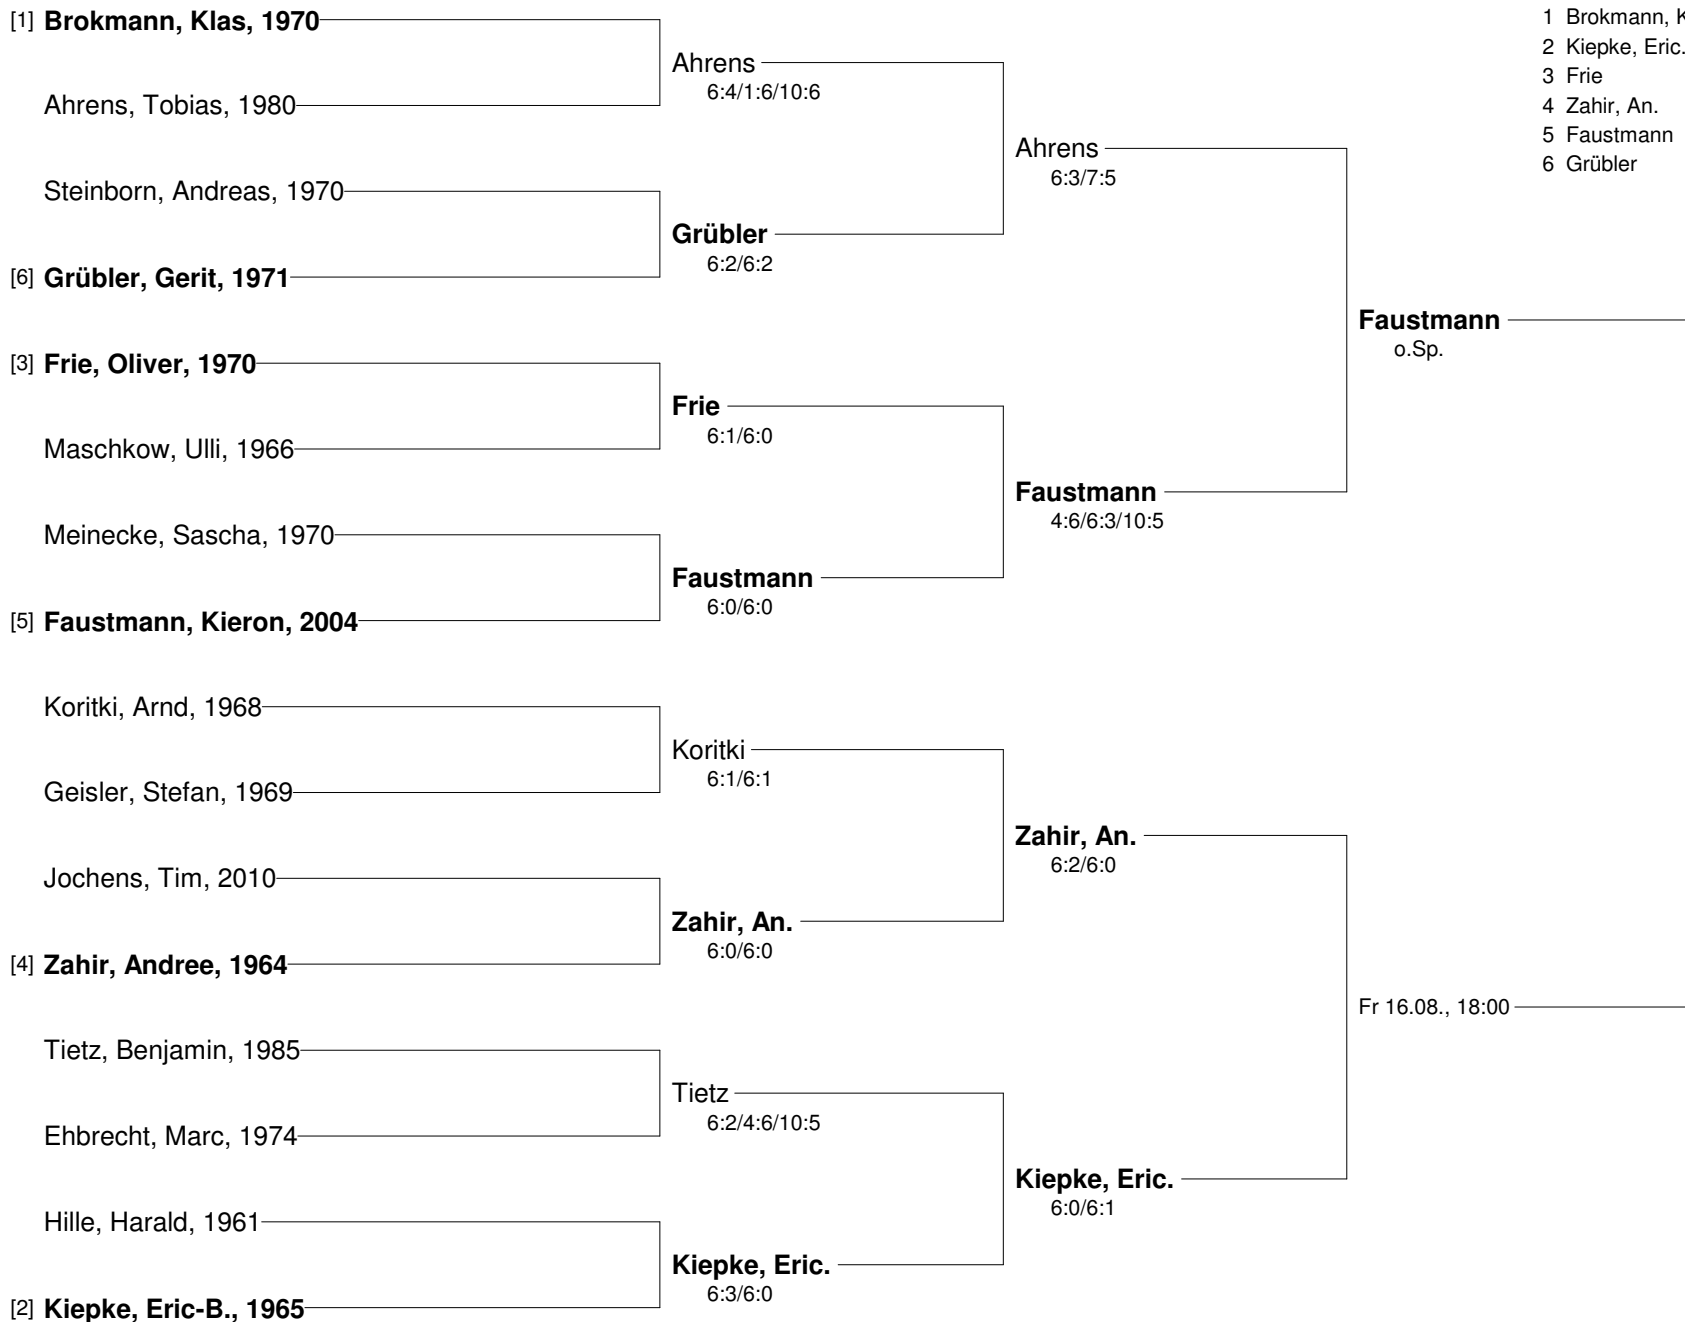 [1] Brokmann, Klas, 1970
Ahrens, Tobias, 1980
Steinborn, Andreas, 1970
[6] Grübler, Gerit, 1971
[3] Frie, Oliver, 1970
Maschkow, Ulli, 1966
Meinecke, Sascha, 1970
[5] Faustmann, Kieron, 2004
Koritki, Arnd, 1968
Geisler, Stefan, 1969
Jochens, Tim, 2010
[4] Zahir, Andree, 1964
Tietz, Benjamin, 1985
Ehbrecht, Marc, 1974
Hille, Harald, 1961
[2] Kiepke, Eric-B., 1965
Ahrens
6:4/1:6/10:6
Grübler
6:2/6:2
Frie
6:1/6:0
Faustmann
6:0/6:0
Koritki
6:1/6:1
Zahir, An.
6:0/6:0
Tietz
6:2/4:6/10:5
Kiepke, Eric.
6:3/6:0
Ahrens
6:3/7:5
Faustmann
4:6/6:3/10:5
Zahir, An.
6:2/6:0
Kiepke, Eric.
6:0/6:1
Faustmann
o.Sp.
Fr 16.08., 18:00
1 Brokmann, K
2 Kiepke, Eric.
3 Frie
4 Zahir, An.
5 Faustmann
6 Grübler